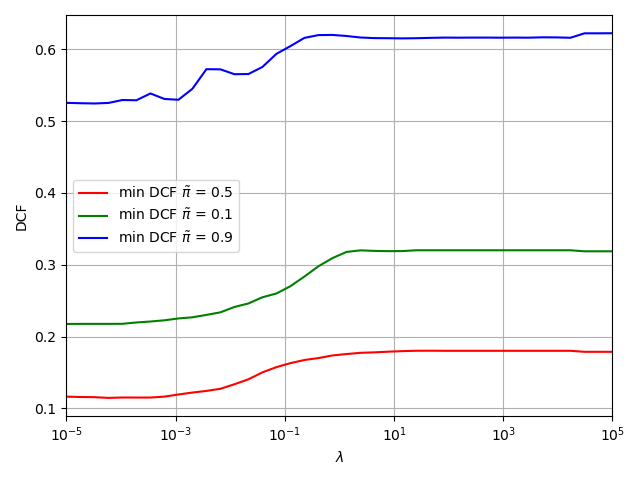 0.6
0.5
0.4
0.3
0.2
0.1
DCF
min DCF π̃ = 0.5
min DCF π̃ = 0.1
min DCF π̃ = 0.9
10⁻⁵ 10⁻³ 10⁻¹ 10¹ 10³ 10⁵
λ